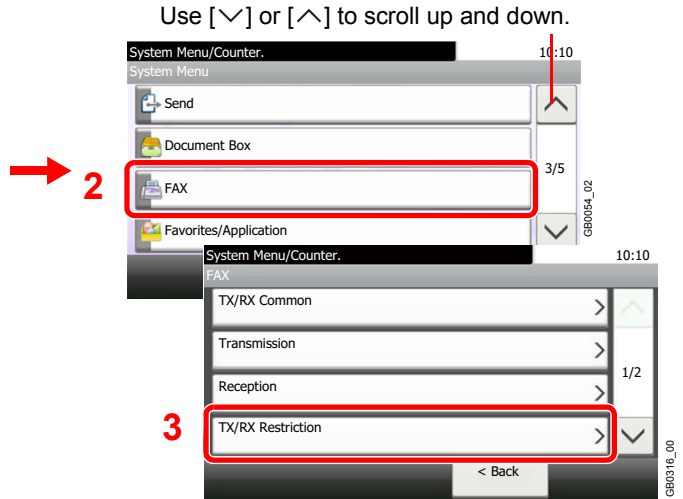 Use [∨] or [∧] to scroll up and down.
System Menu/Counter. 10:10
System Menu
Send
Document Box
3/5
2
FAX
GB0054_02
Favorites/Application
System Menu/Counter. 10:10
FAX
TX/RX Common >
Transmission >
1/2
Reception >
3
TX/RX Restriction >
< Back
GB0316_00